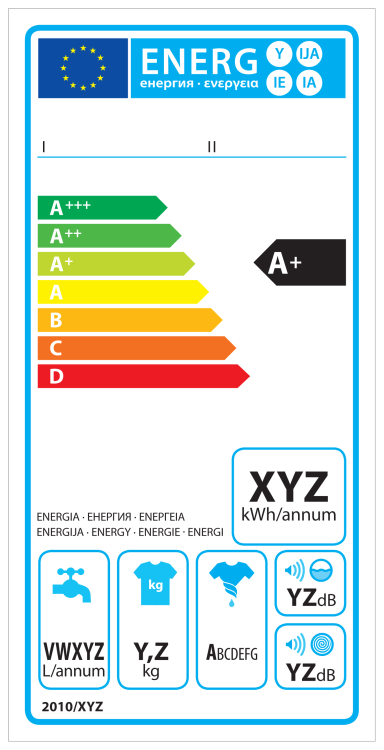 ENERG Y IJA
енергия · ενεργεια IE IA
I II
A+++
A++
A+
A+
A
B
C
D
XYZ
kWh/annum
ENERGIA · ЕНЕРГИЯ · ΕΝΕΡΓΕΙΑ
ENERGIJA · ENERGY · ENERGIE · ENERGI
kg
YZdB
VWXYZ
L/annum
Y,Z
kg
ABCDEFG
YZdB
2010/XYZ